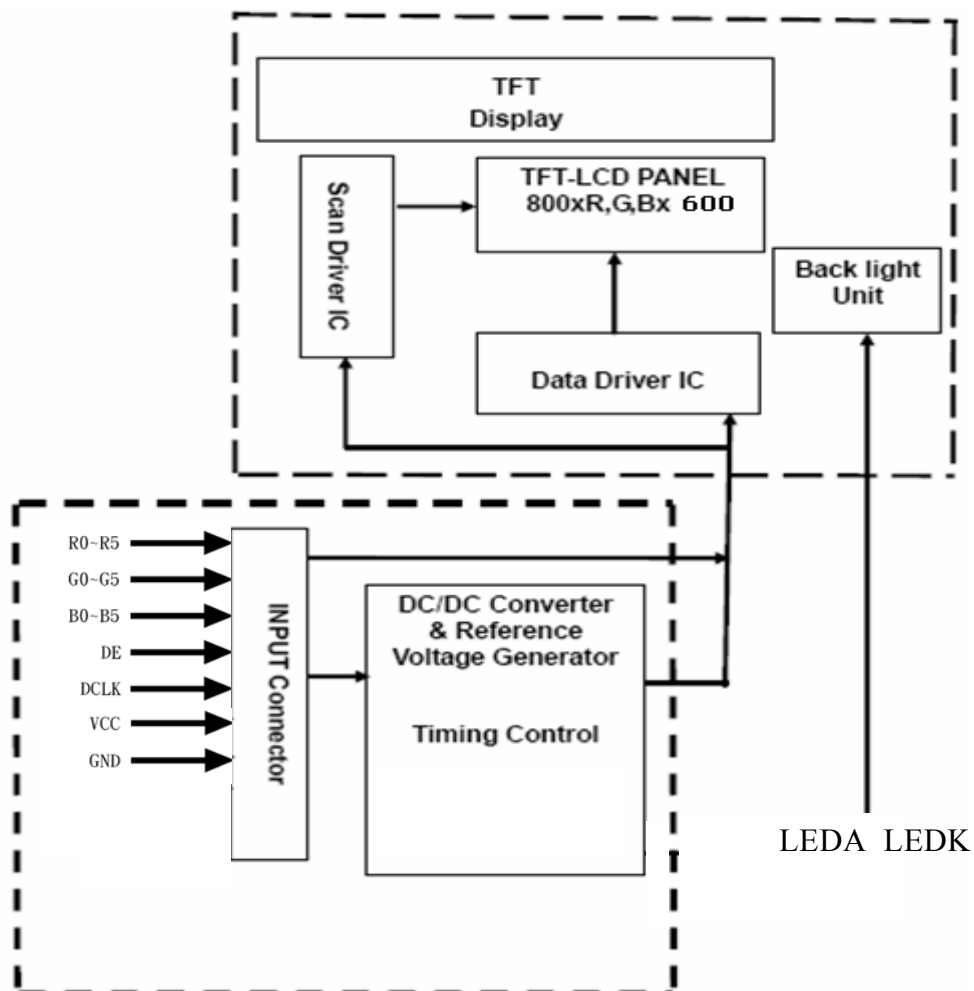 TFT
Display
Scan Driver IC
TFT-LCD PANEL
800xR,G,Bx 600
Back light
Unit
Data Driver IC
R0~R5
G0~G5
B0~B5
DE
DCLK
VCC
GND
INPUT Connector
DC/DC Converter
& Reference
Voltage Generator
Timing Control
LEDA LEDK